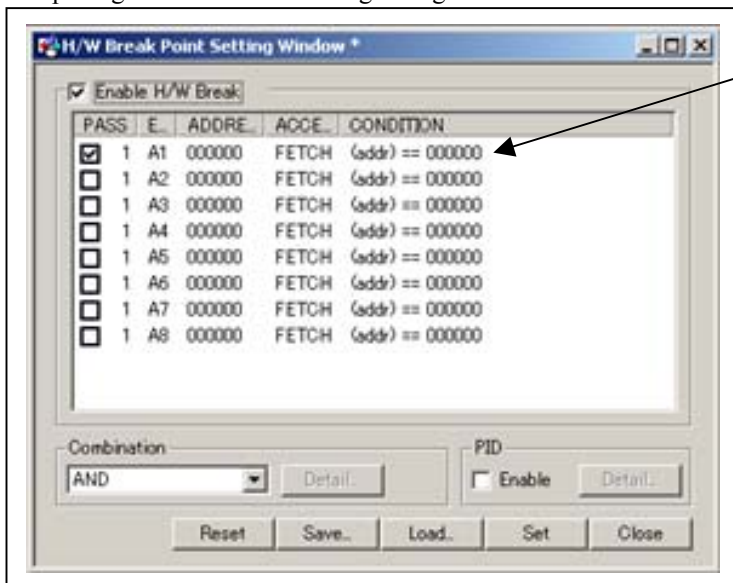 H/W Break Point Setting Window *
Enable H/W Break
PASS E... ADDRE... ACCE... CONDITION
1 A1 000000 FETCH (addr) == 000000
1 A2 000000 FETCH (addr) == 000000
1 A3 000000 FETCH (addr) == 000000
1 A4 000000 FETCH (addr) == 000000
1 A5 000000 FETCH (addr) == 000000
1 A6 000000 FETCH (addr) == 000000
1 A7 000000 FETCH (addr) == 000000
1 A8 000000 FETCH (addr) == 000000
Combination PID
AND Detail... Enable Detail...
Reset Save... Load... Set Close